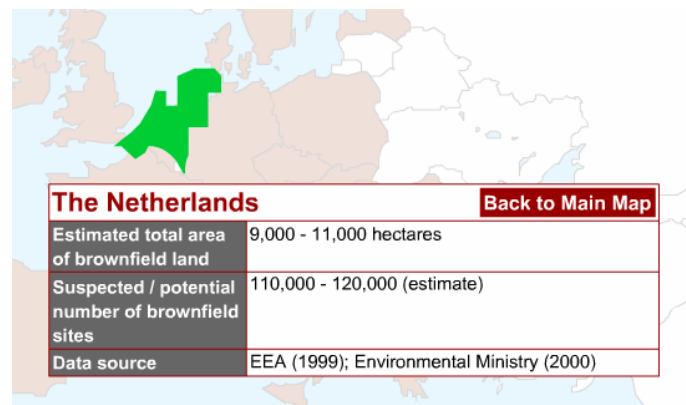 The Netherlands Back to Main Map
Estimated total area 9,000 - 11,000 hectares
of brownfield land
Suspected / potential 110,000 - 120,000 (estimate)
number of brownfield
sites
Data source EEA (1999); Environmental Ministry (2000)